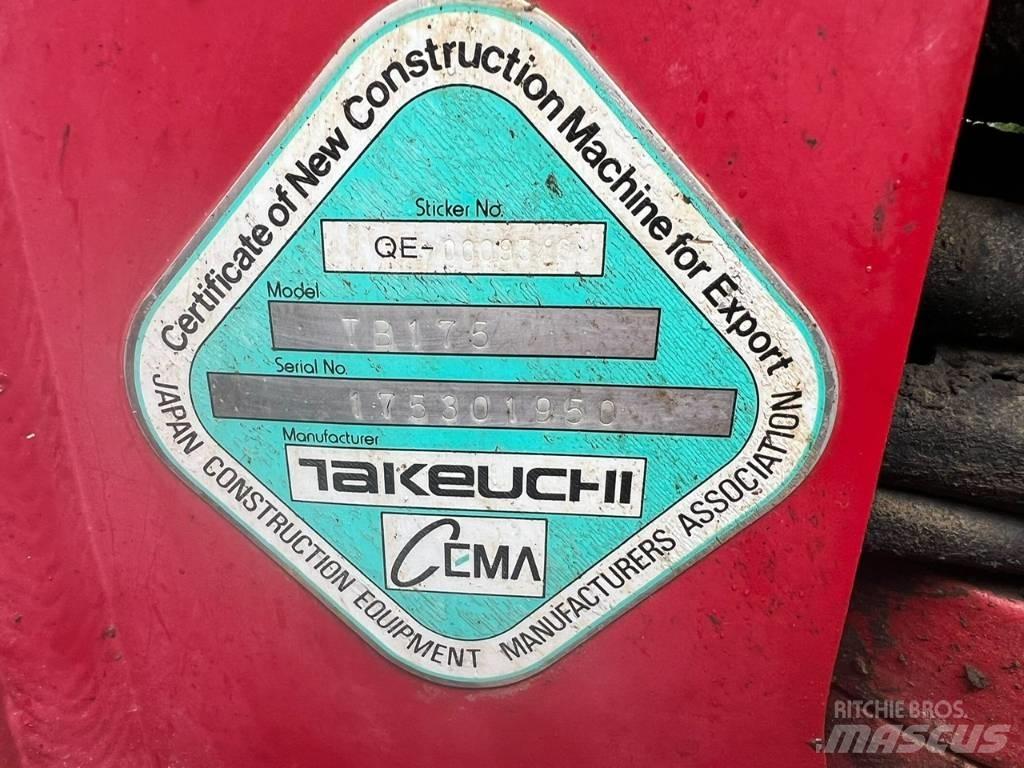 Certificate of New Construction Machine for Export
Sticker No.
QE-
Model
TB175
Serial No.
175301950
Manufacturer
TAKEUCHI
CEMA
JAPAN CONSTRUCTION EQUIPMENT MANUFACTURERS ASSOCIATION
RITCHIE BROS.
MASCUS